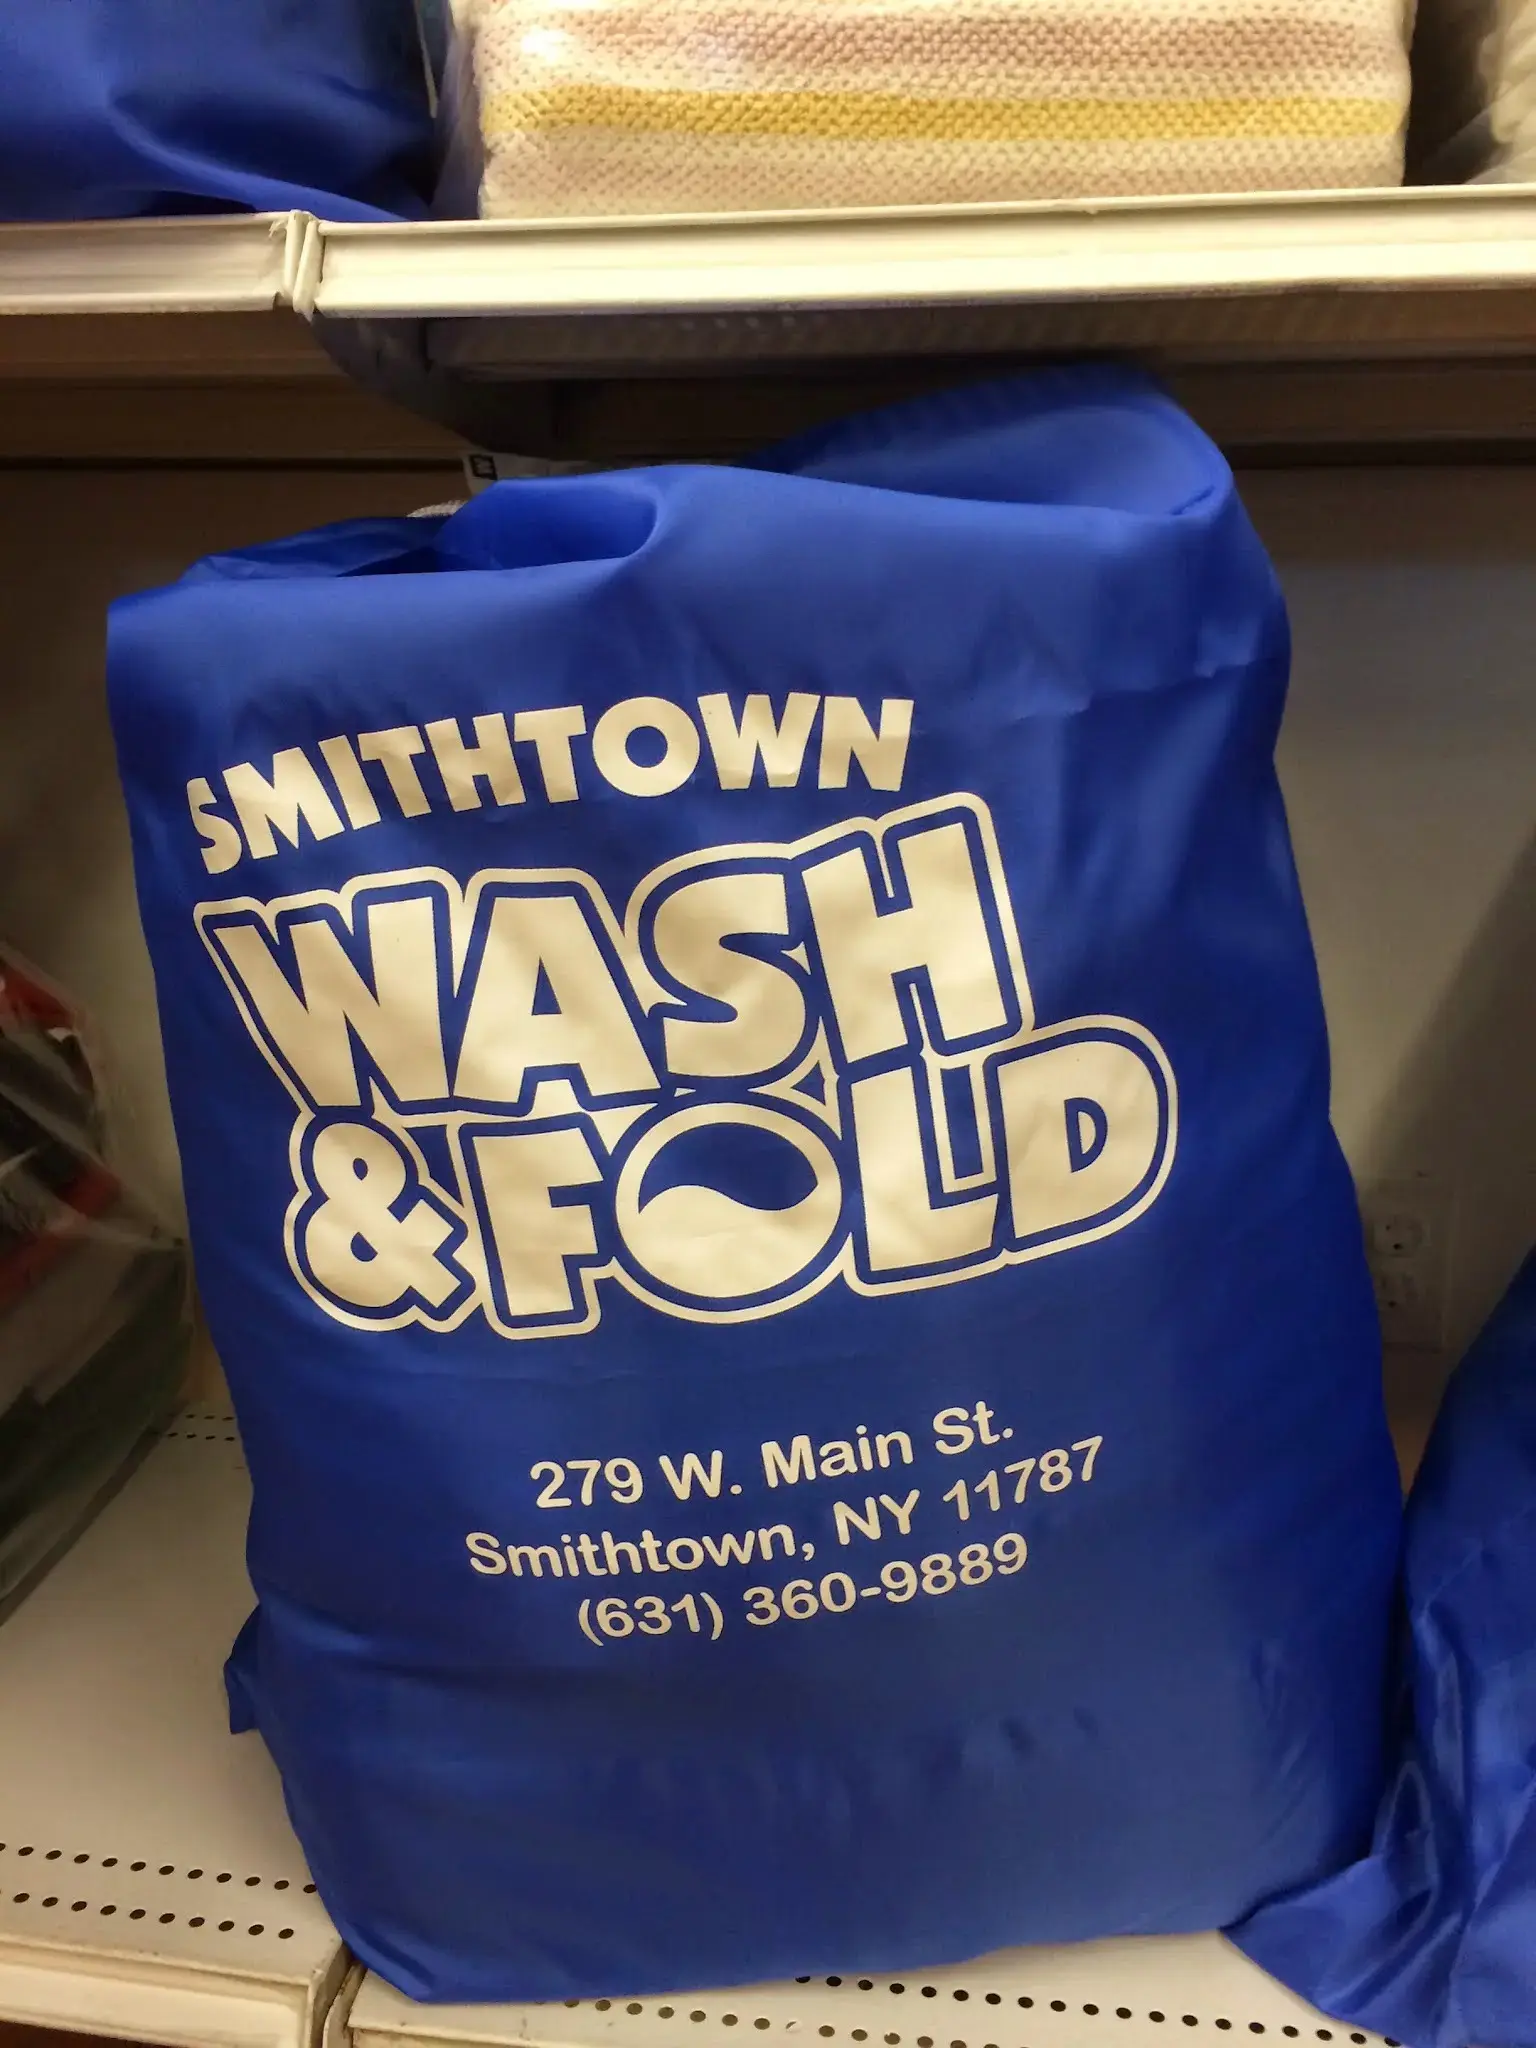 SMITHTOWN
WASH
& FOLD
279 W. Main St.
Smithtown, NY 11787
(631) 360-9889